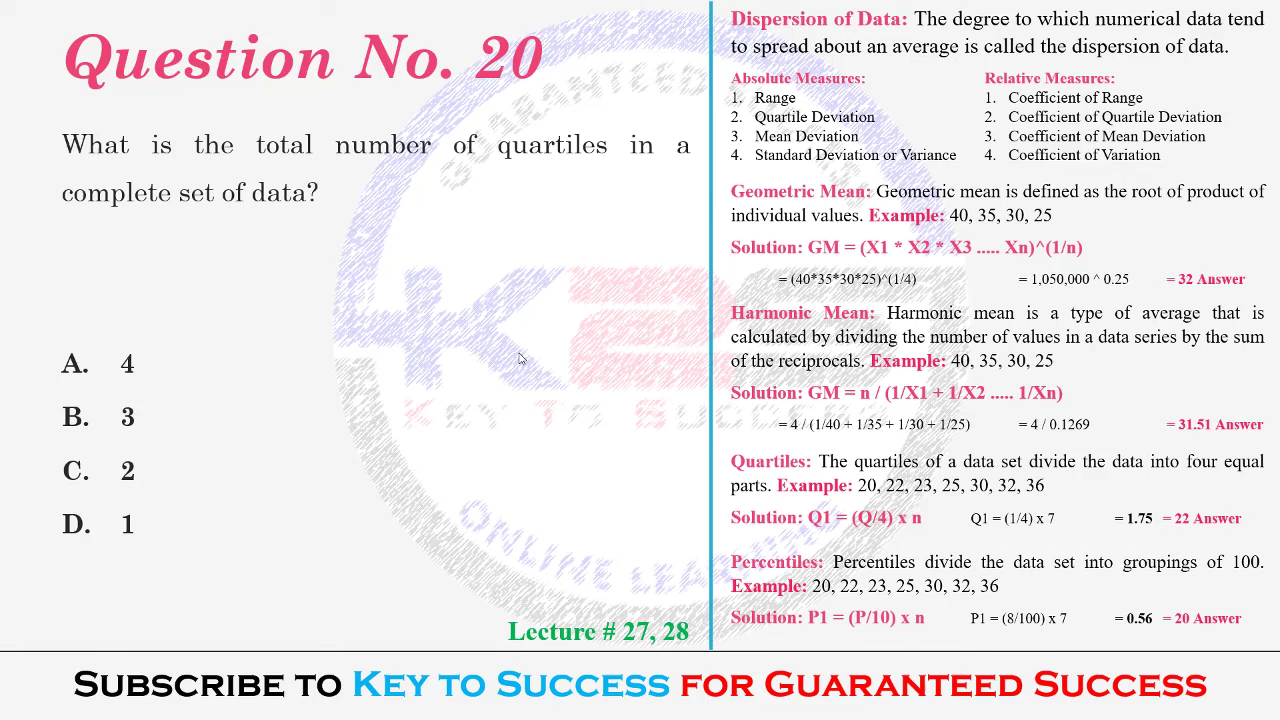 Question No. 20
What is the total number of quartiles in a
complete set of data?
A. 4
B. 3
C. 2
D. 1
Lecture # 27, 28
GUARANTEED
K2S
KEY TO SUCCESS
ONLINE LEA
Dispersion of Data: The degree to which numerical data tend
to spread about an average is called the dispersion of data.
Absolute Measures:
1. Range
2. Quartile Deviation
3. Mean Deviation
4. Standard Deviation or Variance
Relative Measures:
1. Coefficient of Range
2. Coefficient of Quartile Deviation
3. Coefficient of Mean Deviation
4. Coefficient of Variation
Geometric Mean: Geometric mean is defined as the root of product of
individual values. Example: 40, 35, 30, 25
Solution: GM = (X1 * X2 * X3 ..... Xn)^(1/n)
= (40*35*30*25)^(1/4) = 1,050,000 ^ 0.25 = 32 Answer
Harmonic Mean: Harmonic mean is a type of average that is
calculated by dividing the number of values in a data series by the sum
of the reciprocals. Example: 40, 35, 30, 25
Solution: GM = n / (1/X1 + 1/X2 ..... 1/Xn)
= 4 / (1/40 + 1/35 + 1/30 + 1/25) = 4 / 0.1269 = 31.51 Answer
Quartiles: The quartiles of a data set divide the data into four equal
parts. Example: 20, 22, 23, 25, 30, 32, 36
Solution: Q1 = (Q/4) x n Q1 = (1/4) x 7 = 1.75 = 22 Answer
Percentiles: Percentiles divide the data set into groupings of 100.
Example: 20, 22, 23, 25, 30, 32, 36
Solution: P1 = (P/10) x n P1 = (8/100) x 7 = 0.56 = 20 Answer
SUBSCRIBE TO KEY TO SUCCESS FOR GUARANTEED SUCCESS